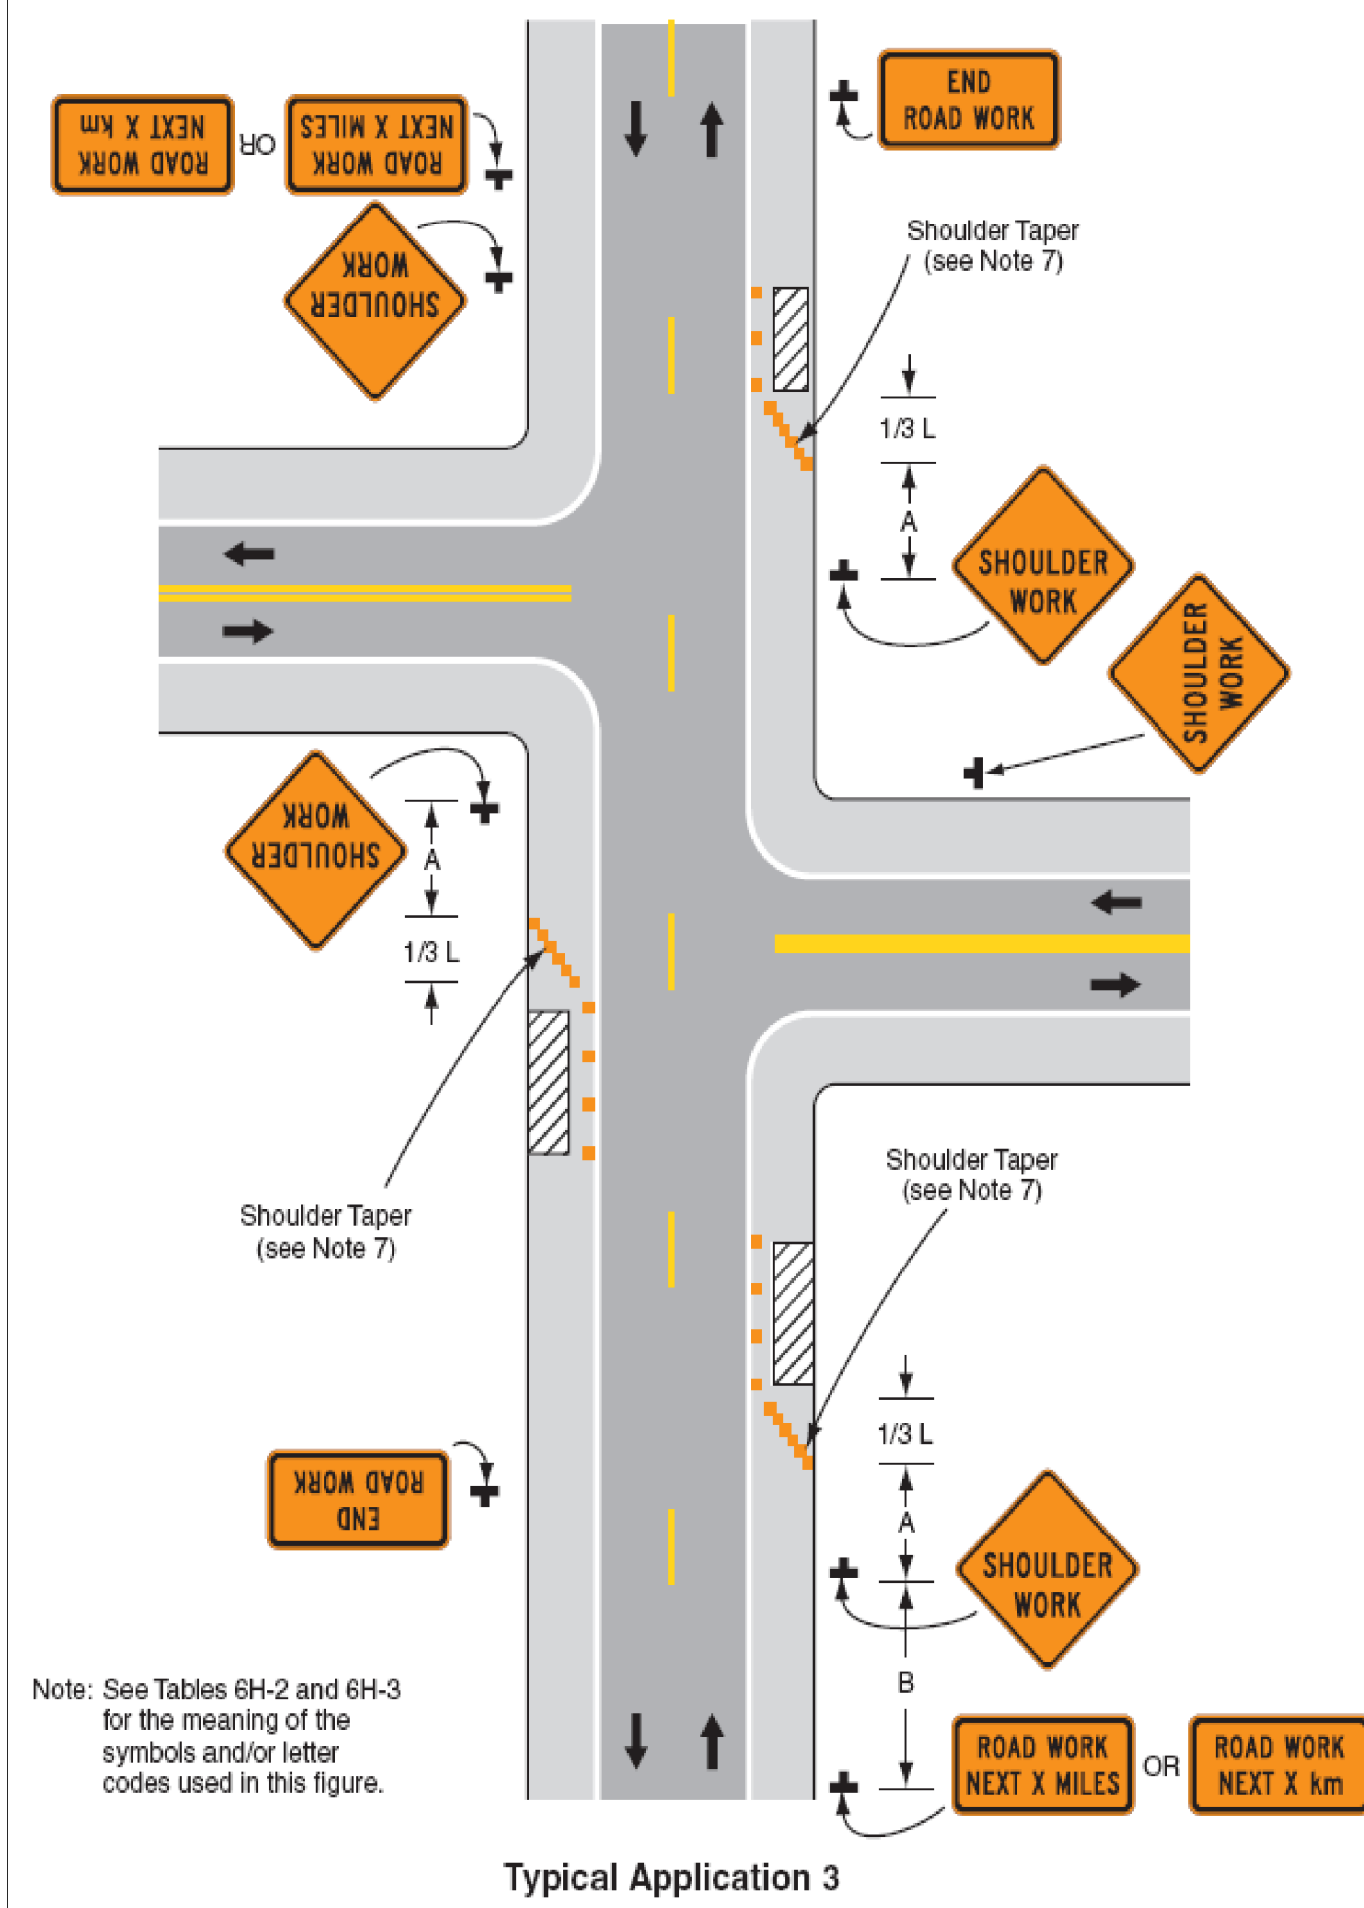 END
ROAD WORK
ROAD WORK
NEXT X km
OR
ROAD WORK
NEXT X MILES
SHOULDER
WORK
Shoulder Taper
(see Note 7)
1/3 L
A
SHOULDER
WORK
SHOULDER
WORK
SHOULDER
WORK
A
1/3 L
Shoulder Taper
(see Note 7)
Shoulder Taper
(see Note 7)
1/3 L
A
END
ROAD WORK
SHOULDER
WORK
B
Note: See Tables 6H-2 and 6H-3
for the meaning of the
symbols and/or letter
codes used in this figure.
ROAD WORK
NEXT X MILES
OR
ROAD WORK
NEXT X km
Typical Application 3